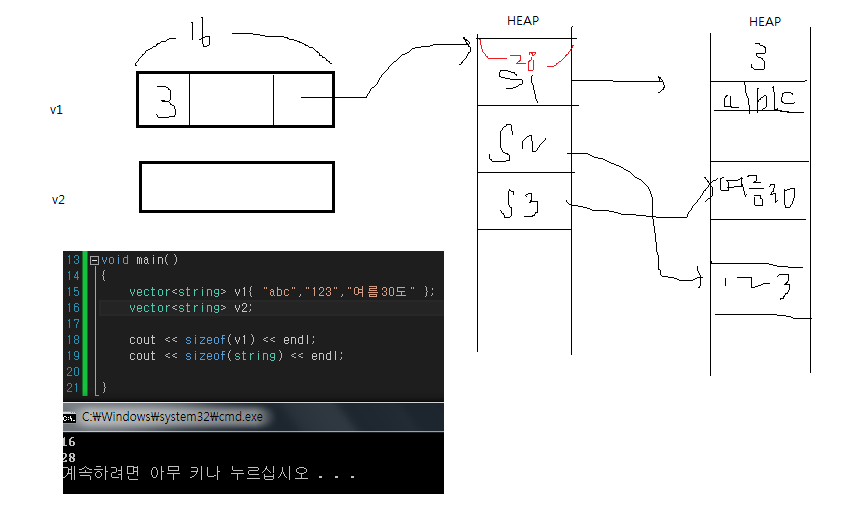 HEAP
HEAP
16
28
3
v1
3
S1
a b c
S2
여름30
v2
S3
123
13 void main()
14 {
15 vector<string> v1{ "abc","123","여름30도" };
16 vector<string> v2;
17
18 cout << sizeof(v1) << endl;
19 cout << sizeof(string) << endl;
20
21 }
C:\Windows\system32\cmd.exe
16
28
계속하려면 아무 키나 누르십시오 . . .